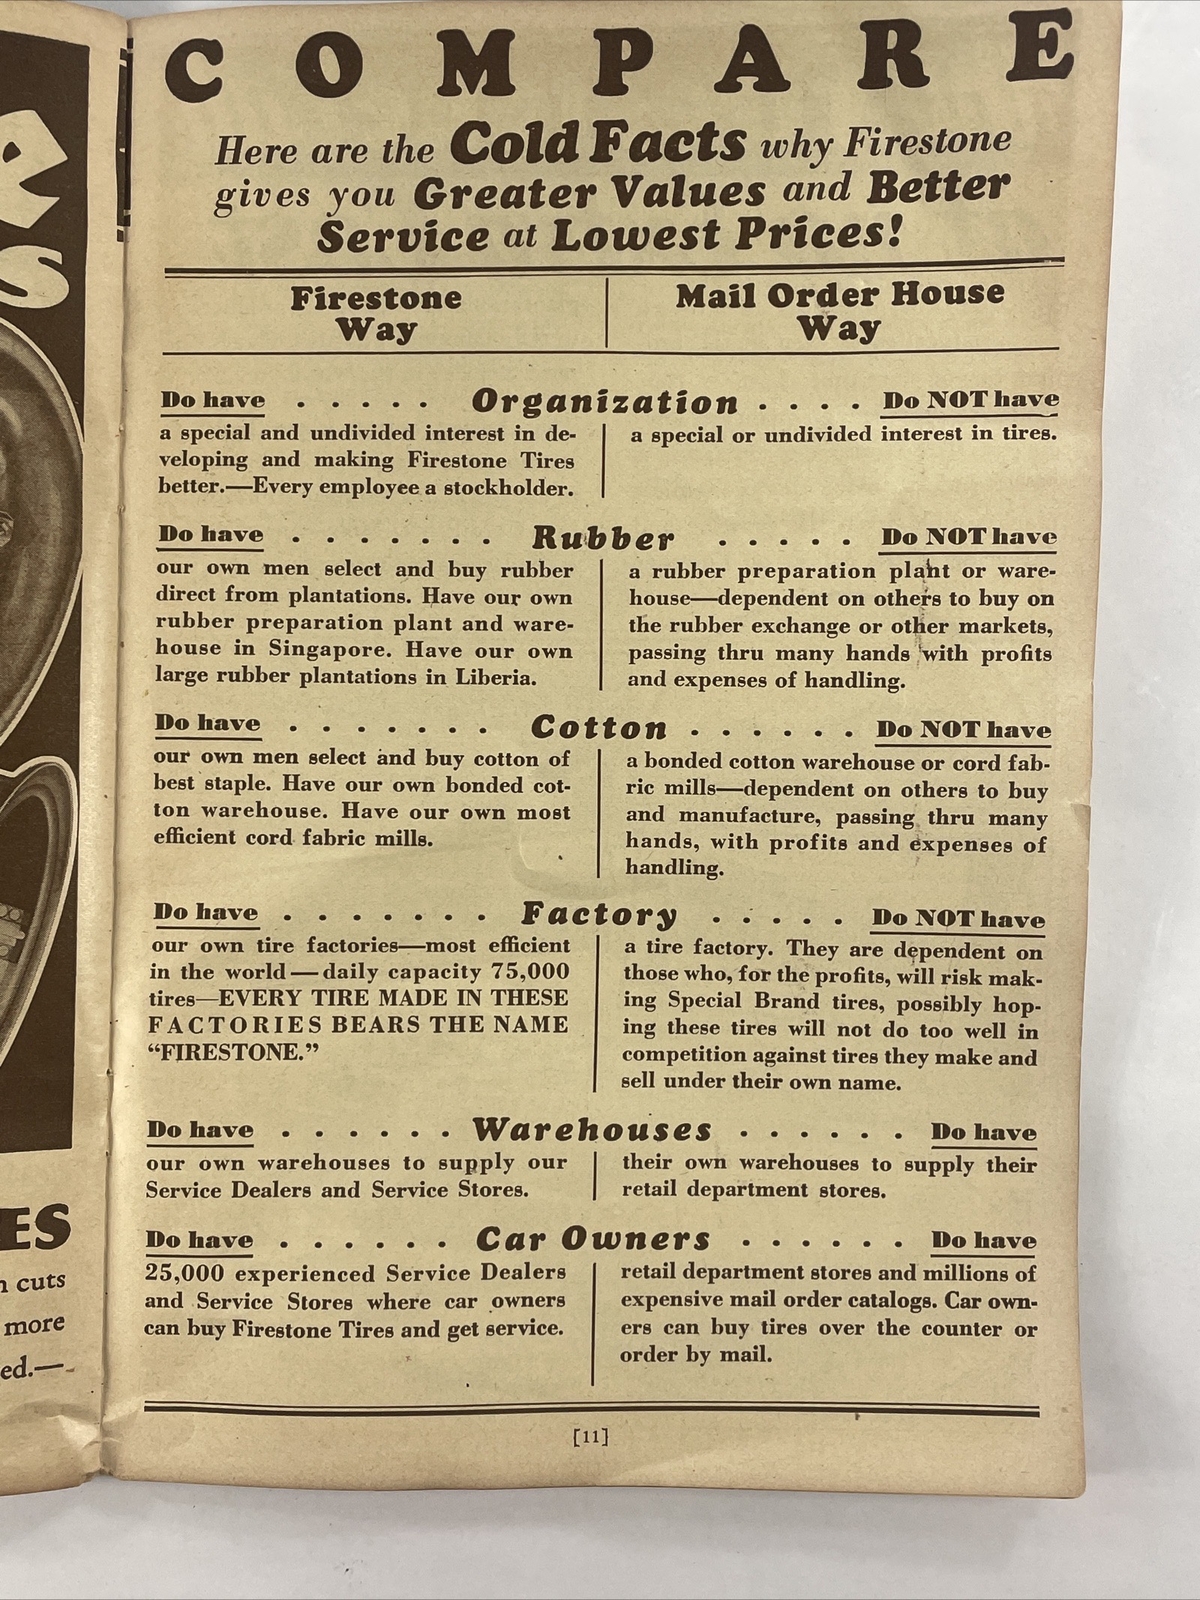 C O M P A R E
Here are the Cold Facts why Firestone
gives you Greater Values and Better
Service at Lowest Prices!
Firestone
Way
Mail Order House
Way
Do have . . . . . Organization . . . . Do NOT have
a special and undivided interest in de-
veloping and making Firestone Tires
better.—Every employee a stockholder.
a special or undivided interest in tires.
Do have . . . . . . . Rubber . . . . . Do NOT have
our own men select and buy rubber
direct from plantations. Have our own
rubber preparation plant and ware-
house in Singapore. Have our own
large rubber plantations in Liberia.
a rubber preparation plant or ware-
house—dependent on others to buy on
the rubber exchange or other markets,
passing thru many hands with profits
and expenses of handling.
Do have . . . . . . . Cotton . . . . . . Do NOT have
our own men select and buy cotton of
best staple. Have our own bonded cot-
ton warehouse. Have our own most
efficient cord fabric mills.
a bonded cotton warehouse or cord fab-
ric mills—dependent on others to buy
and manufacture, passing thru many
hands, with profits and expenses of
handling.
Do have . . . . . . . Factory . . . . . Do NOT have
our own tire factories—most efficient
in the world—daily capacity 75,000
tires—EVERY TIRE MADE IN THESE
FACTORIES BEARS THE NAME
“FIRESTONE.”
a tire factory. They are dependent on
those who, for the profits, will risk mak-
ing Special Brand tires, possibly hop-
ing these tires will not do too well in
competition against tires they make and
sell under their own name.
Do have . . . . . . Warehouses . . . . . . Do have
our own warehouses to supply our
Service Dealers and Service Stores.
their own warehouses to supply their
retail department stores.
Do have . . . . . . Car Owners . . . . . . Do have
25,000 experienced Service Dealers
and Service Stores where car owners
can buy Firestone Tires and get service.
retail department stores and millions of
expensive mail order catalogs. Car own-
ers can buy tires over the counter or
order by mail.
[11]
R
S
ES
cuts
more
ed.—